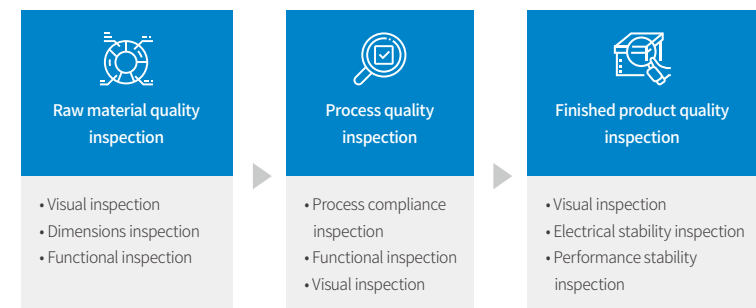 Raw material quality
inspection
• Visual inspection
• Dimensions inspection
• Functional inspection
Process quality
inspection
• Process compliance
inspection
• Functional inspection
• Visual inspection
Finished product quality
inspection
• Visual inspection
• Electrical stability inspection
• Performance stability
inspection